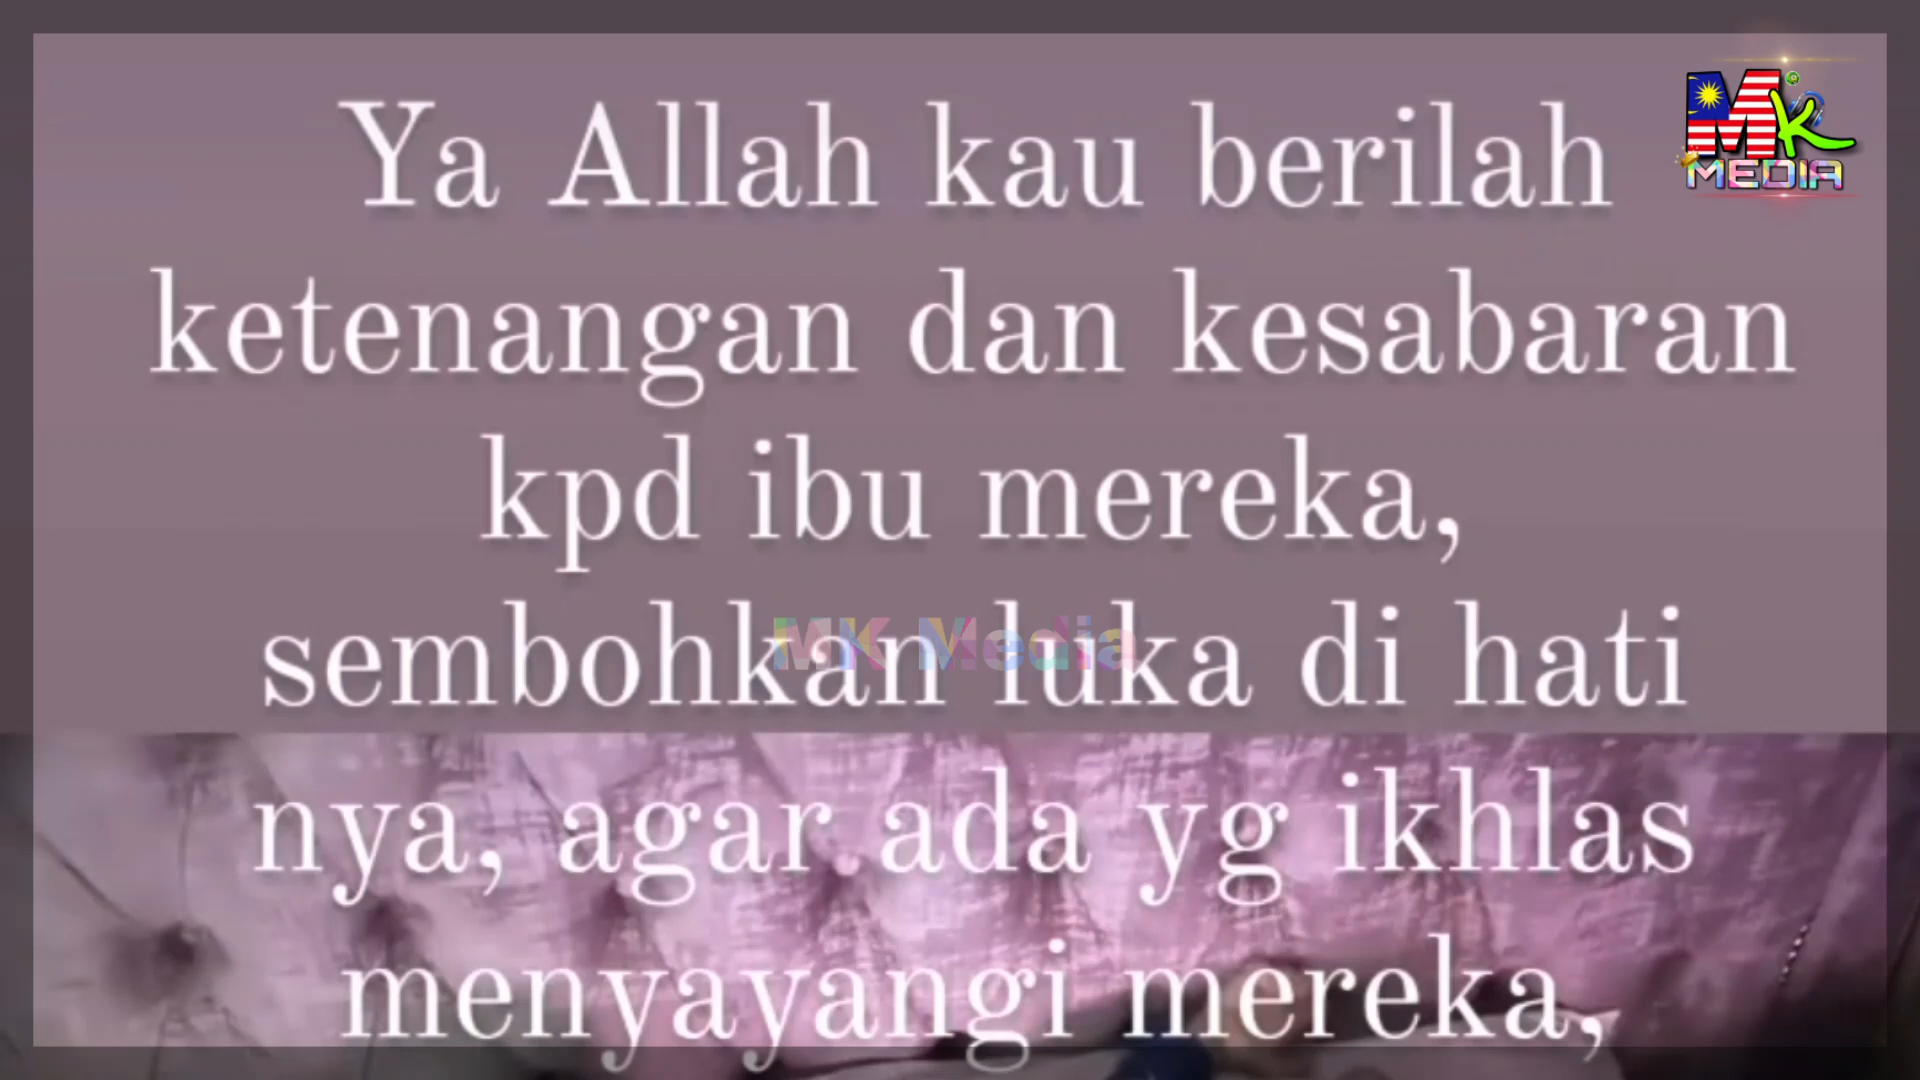 MK
MEDIA
Ya Allah kau berilah
ketenangan dan kesabaran
kpd ibu mereka,
sembohkan luka di hati
MK Media
nya, agar ada yg ikhlas
menyayangi mereka,